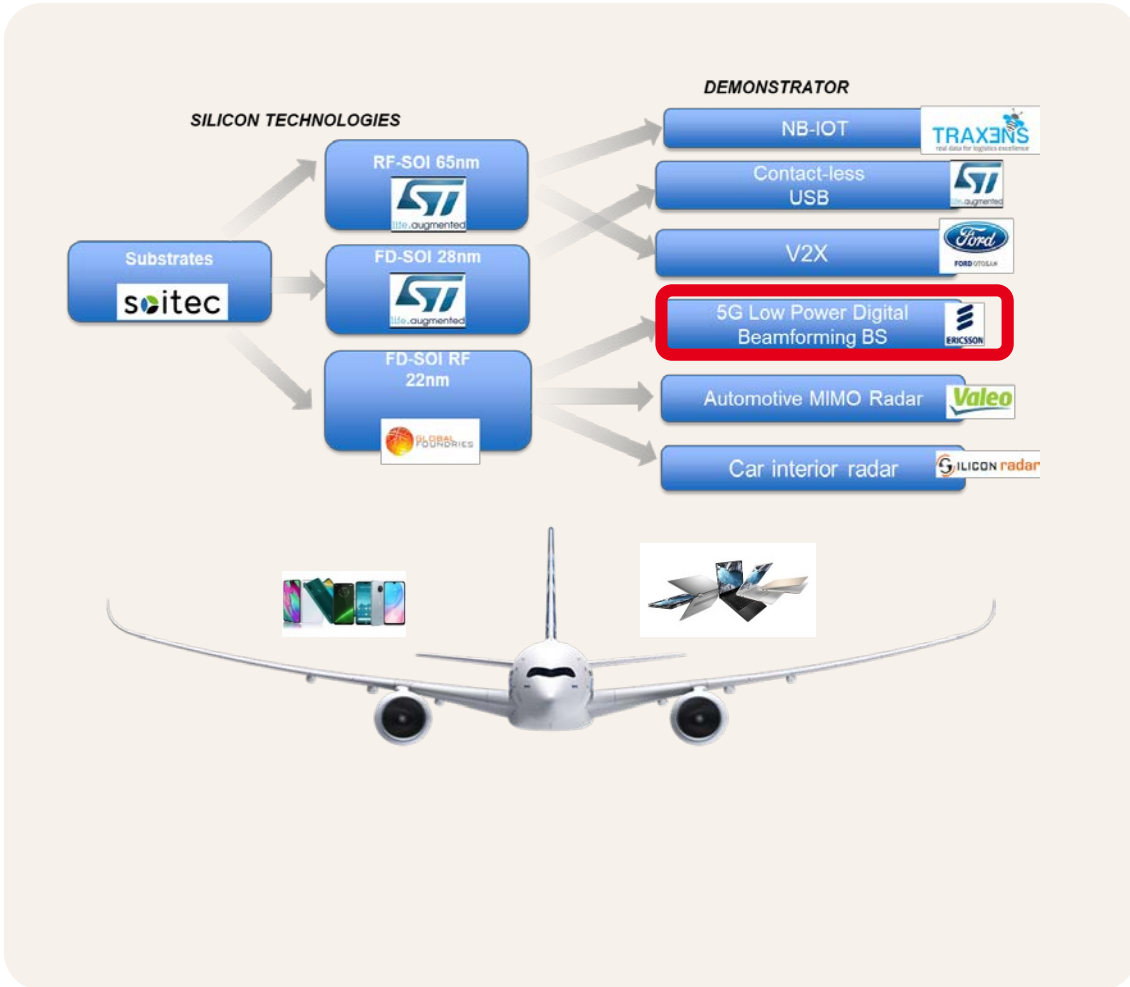 DEMONSTRATOR
SILICON TECHNOLOGIES
Substrates
soitec
RF-SOI 65nm
ST
life.augmented
FD-SOI 28nm
ST
life.augmented
FD-SOI RF
22nm
GLOBAL
FOUNDRIES
NB-IOT
TRAXENS
real data for logistics excellence
Contact-less
USB
ST
life.augmented
V2X
Ford
FORD OTOSAN
5G Low Power Digital
Beamforming BS
ERICSSON
Automotive MIMO Radar
Valeo
Car interior radar
SILICON radar